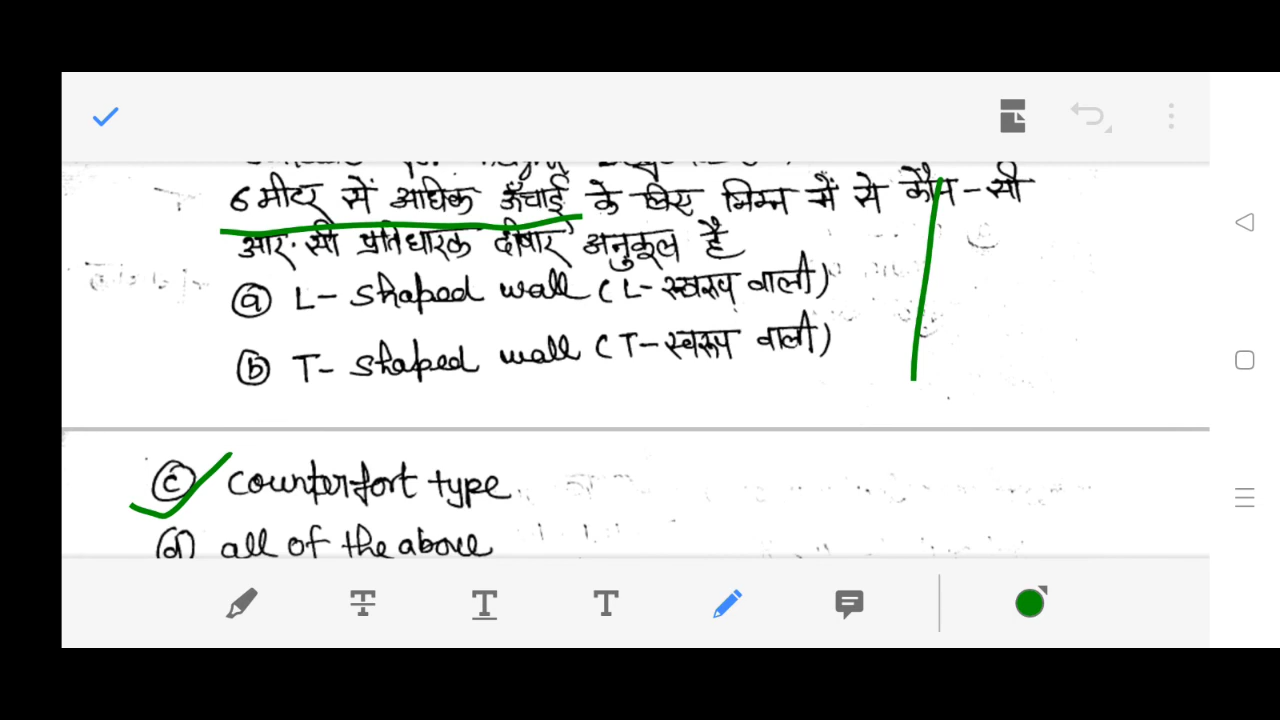 6 मीटर से अधिक ऊँचाई के लिए निम्न में से कौन-सी
आर. सी प्रतिधारक दीवार अनुकूल है
ⓐ L- shaped wall (L-स्वरूप वाली)
ⓑ T- shaped wall (T-स्वरूप वाली)
ⓒ counterfort type
ⓓ all of the above